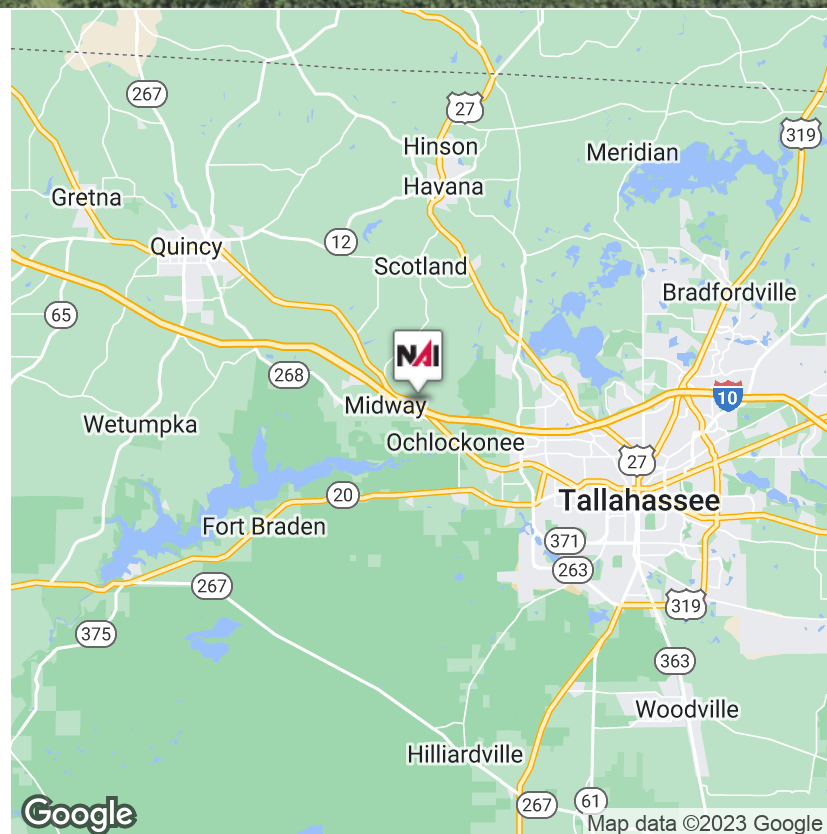 267
27
319
Hinson
Meridian
Havana
Gretna
12
Quincy
Scotland
Bradfordville
65
NAI
268
10
Midway
Wetumpka
Ochlockonee
27
20
Tallahassee
Fort Braden
371
263
267
319
375
363
Woodville
Hilliardville
267
61
Google
Map data ©2023 Google